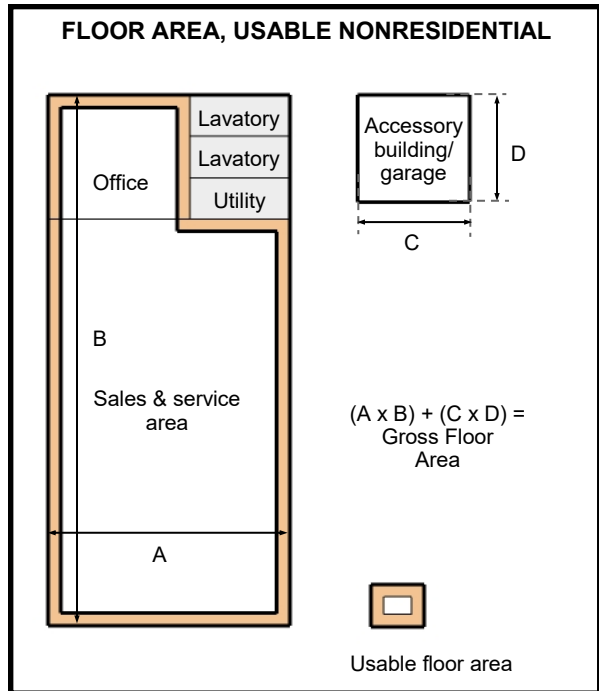 FLOOR AREA, USABLE NONRESIDENTIAL
Lavatory
Lavatory
Utility
Office
B
Sales & service
area
A
Accessory
building/
garage
D
C
(A x B) + (C x D) =
Gross Floor
Area
Usable floor area